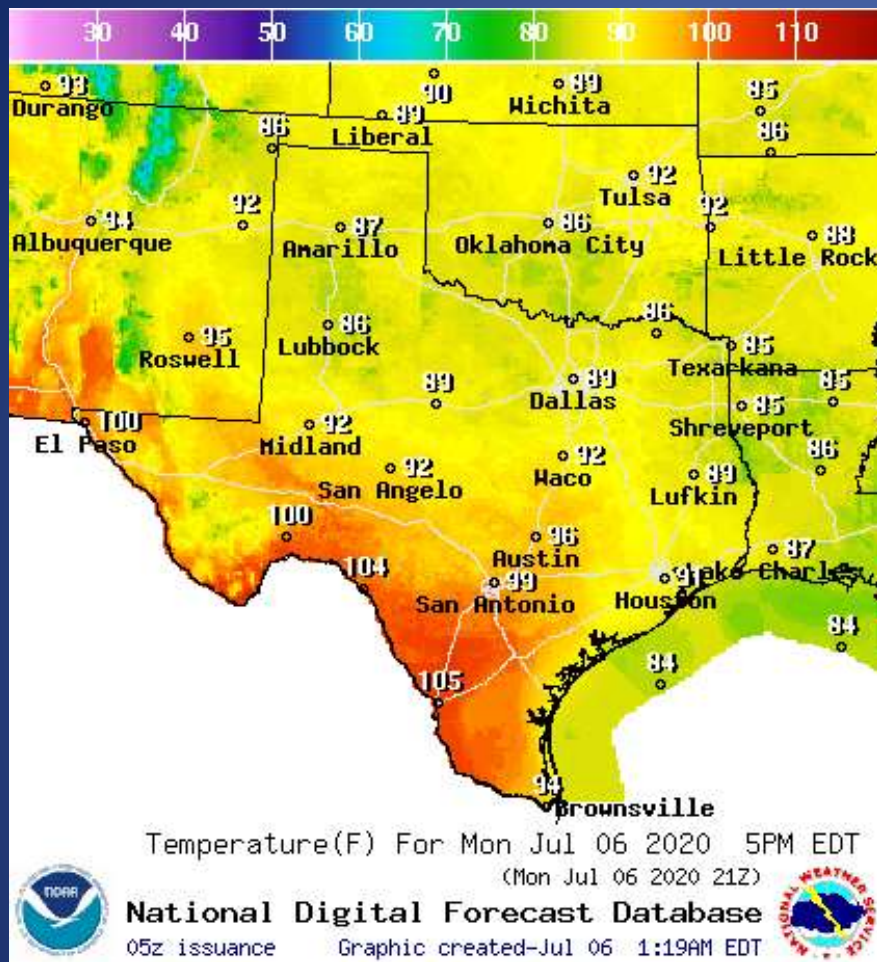 30 40 50 60 70 80 90 100 110
93
Durango
90
89
Wichita
85
89
Liberal
86
86
92
Tulsa
94
Albuquerque
92
87
Amarillo
86
Oklahoma City
92
88
Little Rock
95
Roswell
86
Lubbock
86
85
Texarkana
89
89
Dallas
85
Shreveport
85
100
El Paso
92
Midland
92
San Angelo
92
Waco
89
Lufkin
86
100
96
Austin
87
Lake Charles
104
99
San Antonio
91
Houston
84
84
105
94
Brownsville
Temperature(F) For Mon Jul 06 2020 5PM EDT
(Mon Jul 06 2020 21Z)
National Digital Forecast Database
05z issuance Graphic created-Jul 06 1:19AM EDT
NOAA
NATIONAL WEATHER SERVICE